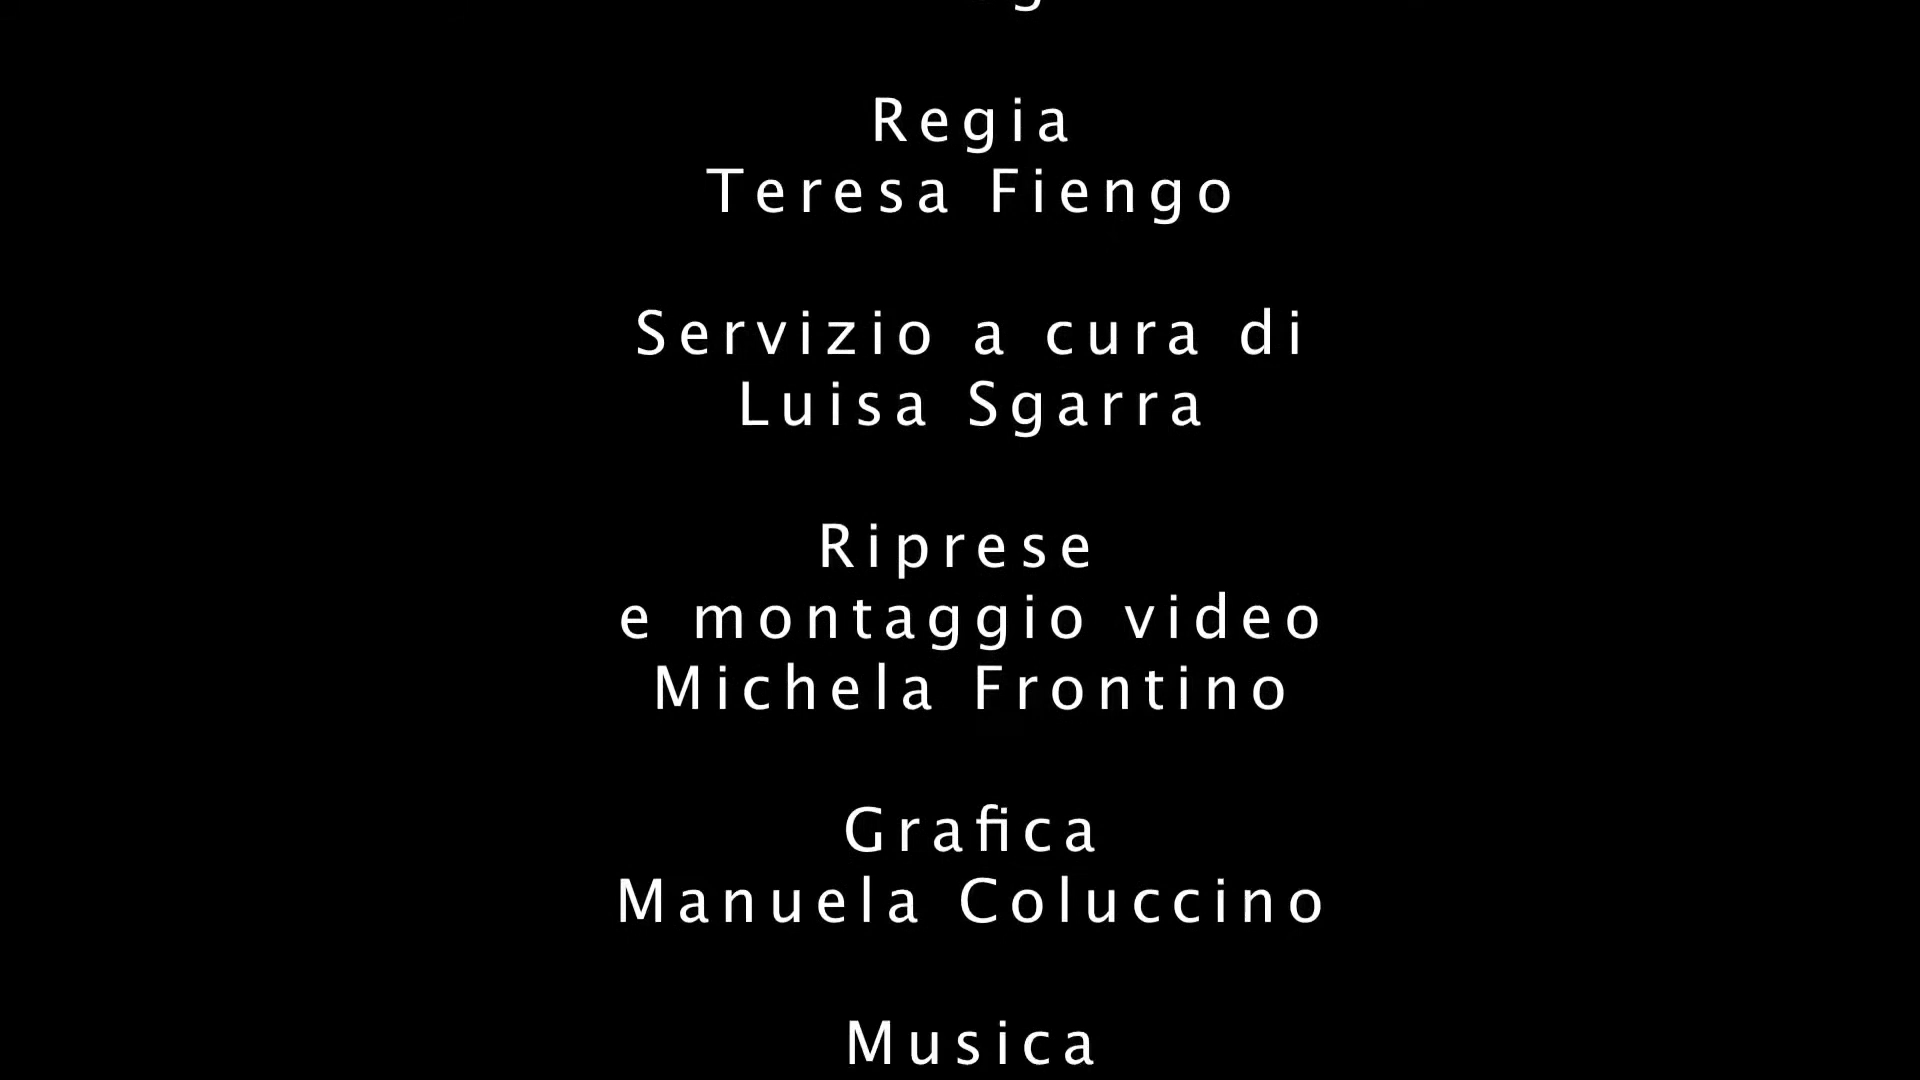 Regia
Teresa Fiengo
Servizio a cura di
Luisa Sgarra
Riprese
e montaggio video
Michela Frontino
Grafica
Manuela Coluccino
Musica